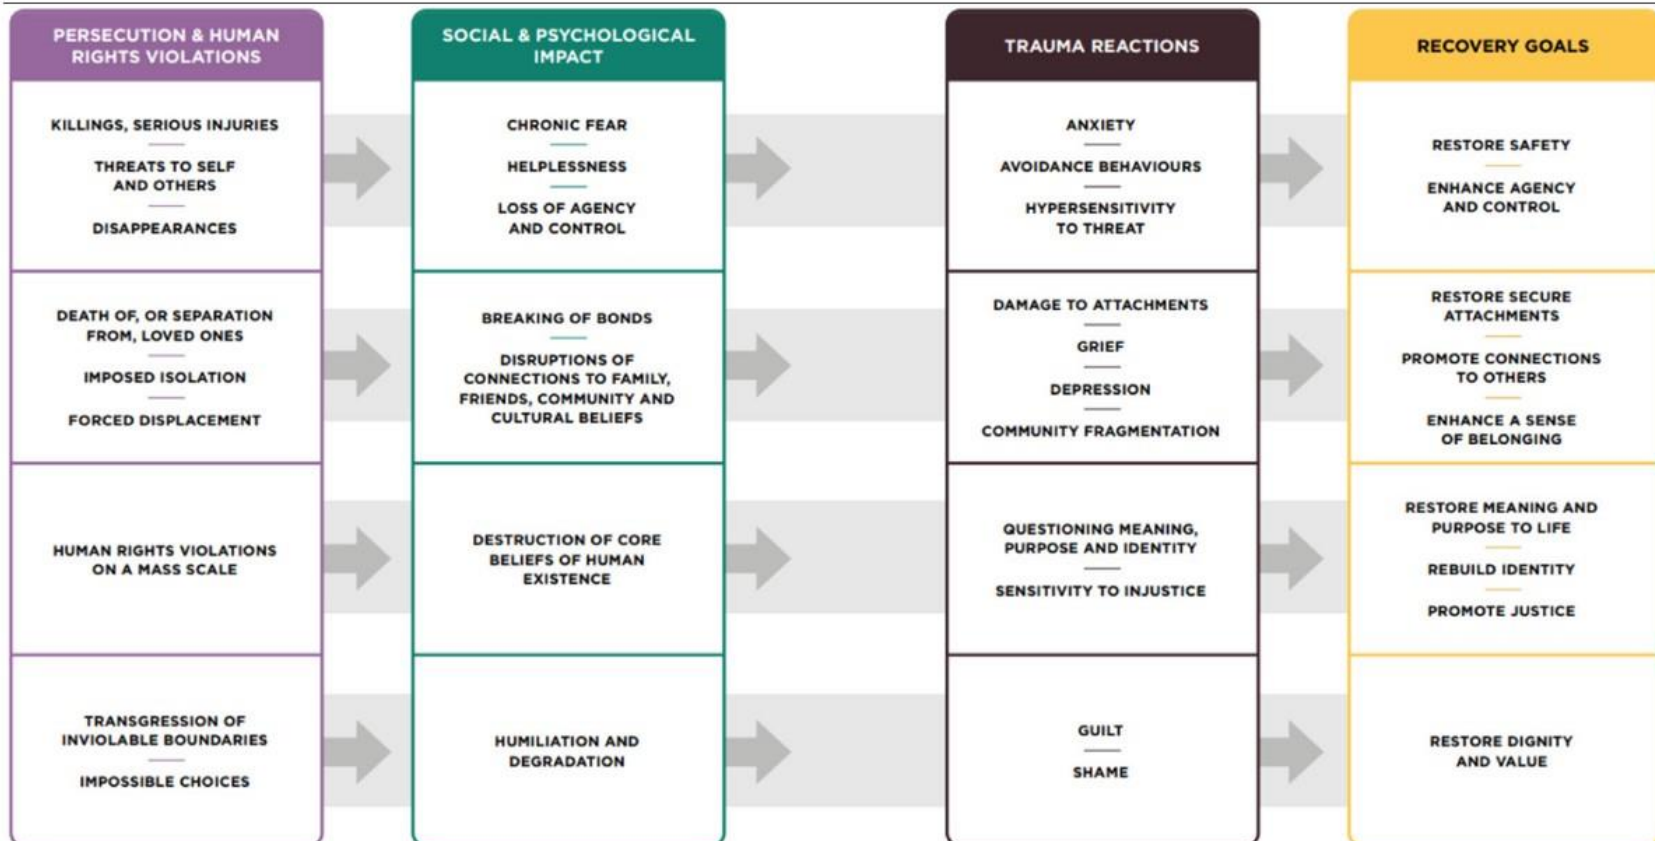 PERSECUTION & HUMAN
RIGHTS VIOLATIONS
SOCIAL & PSYCHOLOGICAL
IMPACT
TRAUMA REACTIONS
RECOVERY GOALS
KILLINGS, SERIOUS INJURIES
THREATS TO SELF
AND OTHERS
DISAPPEARANCES
CHRONIC FEAR
HELPLESSNESS
LOSS OF AGENCY
AND CONTROL
ANXIETY
AVOIDANCE BEHAVIOURS
HYPERSENSITIVITY
TO THREAT
RESTORE SAFETY
ENHANCE AGENCY
AND CONTROL
DEATH OF, OR SEPARATION
FROM, LOVED ONES
IMPOSED ISOLATION
FORCED DISPLACEMENT
BREAKING OF BONDS
DISRUPTIONS OF
CONNECTIONS TO FAMILY,
FRIENDS, COMMUNITY AND
CULTURAL BELIEFS
DAMAGE TO ATTACHMENTS
GRIEF
DEPRESSION
COMMUNITY FRAGMENTATION
RESTORE SECURE
ATTACHMENTS
PROMOTE CONNECTIONS
TO OTHERS
ENHANCE A SENSE
OF BELONGING
HUMAN RIGHTS VIOLATIONS
ON A MASS SCALE
DESTRUCTION OF CORE
BELIEFS OF HUMAN
EXISTENCE
QUESTIONING MEANING,
PURPOSE AND IDENTITY
SENSITIVITY TO INJUSTICE
RESTORE MEANING AND
PURPOSE TO LIFE
REBUILD IDENTITY
PROMOTE JUSTICE
TRANSGRESSION OF
INVIOLABLE BOUNDARIES
IMPOSSIBLE CHOICES
HUMILIATION AND
DEGRADATION
GUILT
SHAME
RESTORE DIGNITY
AND VALUE